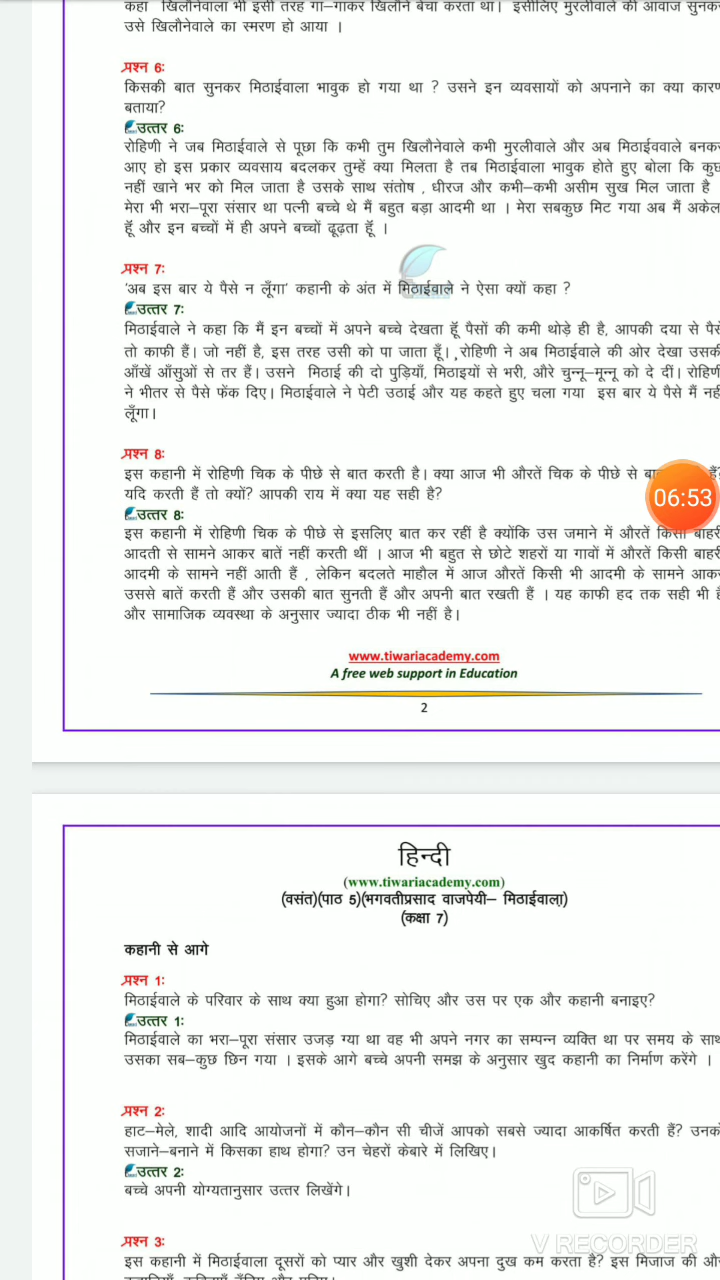 कहा खिलौनेवाला भी इसी तरह गा–गाकर खिलौने बेचा करता था। इसीलिए मुरलीवाले की आवाज सुनक
उसे खिलौनेवाले का स्मरण हो आया ।
प्रश्न 6:
किसकी बात सुनकर मिठाईवाला भावुक हो गया था ? उसने इन व्यवसायों को अपनाने का क्या कारण
बताया?
उत्तर 6:
रोहिणी ने जब मिठाईवाले से पूछा कि कभी तुम खिलौनेवाले कभी मुरलीवाले और अब मिठाईववाले बनक
आए हो इस प्रकार व्यवसाय बदलकर तुम्हें क्या मिलता है तब मिठाईवाला भावुक होते हुए बोला कि कुछ
नहीं खाने भर को मिल जाता है उसके साथ संतोष , धीरज और कभी–कभी असीम सुख मिल जाता है
मेरा भी भरा–पूरा संसार था पत्नी बच्चे थे मैं बहुत बड़ा आदमी था । मेरा सबकुछ मिट गया अब मैं अकेल
हूँ और इन बच्चों में ही अपने बच्चों ढूढ़ता हूँ ।
प्रश्न 7:
'अब इस बार ये पैसे न लूँगा' कहानी के अंत में मिठाईवाले ने ऐसा क्यों कहा ?
उत्तर 7:
मिठाईवाले ने कहा कि मैं इन बच्चों में अपने बच्चे देखता हूँ पैसों की कमी थोड़े ही है, आपकी दया से पैसे
तो काफी हैं। जो नहीं है, इस तरह उसी को पा जाता हूँ। ,रोहिणी ने अब मिठाईवाले की ओर देखा उसकी
आँखें आँसुओं से तर हैं। उसने मिठाई की दो पुड़ियाँ, मिठाइयों से भरी, औरे चुन्नू–मून्नू को दे दीं। रोहिणी
ने भीतर से पैसे फेंक दिए। मिठाईवाले ने पेटी उठाई और यह कहते हुए चला गया इस बार ये पैसे मैं नहीं
लूँगा।
प्रश्न 8:
इस कहानी में रोहिणी चिक के पीछे से बात करती है। क्या आज भी औरतें चिक के पीछे से बा हैं?
यदि करती हैं तो क्यों? आपकी राय में क्या यह सही है?
06:53
उत्तर 8:
इस कहानी में रोहिणी चिक के पीछे से इसलिए बात कर रहीं है क्योंकि उस जमाने में औरतें किसी बाहरी
आदती से सामने आकर बातें नहीं करती थीं । आज भी बहुत से छोटे शहरों या गावों में औरतें किसी बाहरी
आदमी के सामने नहीं आती हैं , लेकिन बदलते माहौल में आज औरतें किसी भी आदमी के सामने आक
उससे बातें करती हैं और उसकी बात सुनती हैं और अपनी बात रखती हैं । यह काफी हद तक सही भी है
और सामाजिक व्यवस्था के अनुसार ज्यादा ठीक भी नहीं है।
www.tiwariacademy.com
A free web support in Education
2
हिन्दी
(www.tiwariacademy.com)
(वसंत)(पाठ 5)(भगवतीप्रसाद वाजपेयी– मिठाईवाला)
(कक्षा 7)
कहानी से आगे
प्रश्न 1:
मिठाईवाले के परिवार के साथ क्या हुआ होगा? सोचिए और उस पर एक और कहानी बनाइए?
उत्तर 1:
मिठाईवाले का भरा–पूरा संसार उजड़ ग्या था वह भी अपने नगर का सम्पन्न व्यक्ति था पर समय के साथ
उसका सब–कुछ छिन गया । इसके आगे बच्चे अपनी समझ के अनुसार खुद कहानी का निर्माण करेंगे ।
प्रश्न 2:
हाट–मेले, शादी आदि आयोजनों में कौन–कौन सी चीजें आपको सबसे ज्यादा आकर्षित करती हैं? उनक
सजाने–बनाने में किसका हाथ होगा? उन चेहरों केबारे में लिखिए।
उत्तर 2:
बच्चे अपनी योग्यतानुसार उत्तर लिखेंगे।
V RECORDER
प्रश्न 3:
इस कहानी में मिठाईवाला दूसरों को प्यार और खुशी देकर अपना दुख कम करता है? इस मिजाज की औ